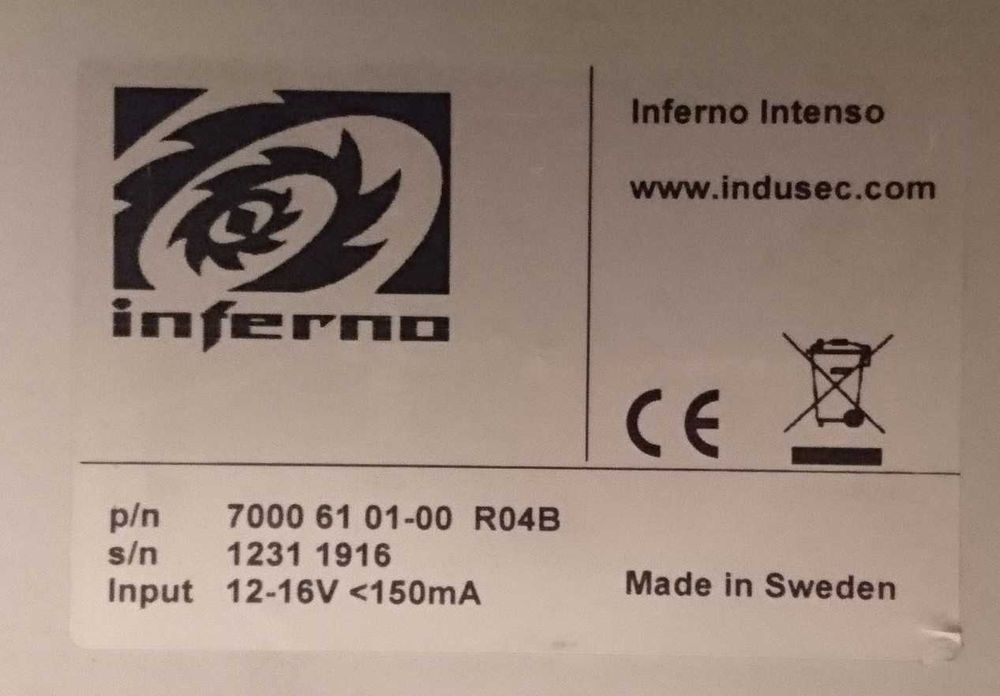 inferno
Inferno Intenso
www.indusec.com
CE
p/n 7000 61 01-00 R04B
s/n 1231 1916
Input 12-16V <150mA
Made in Sweden